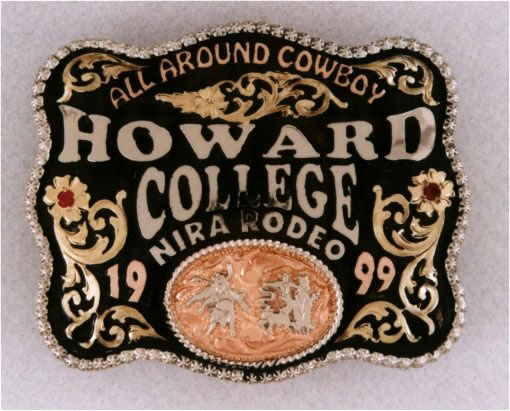 ALL AROUND COWBOY
HOWARD
COLLEGE
NIRA RODEO
19 99